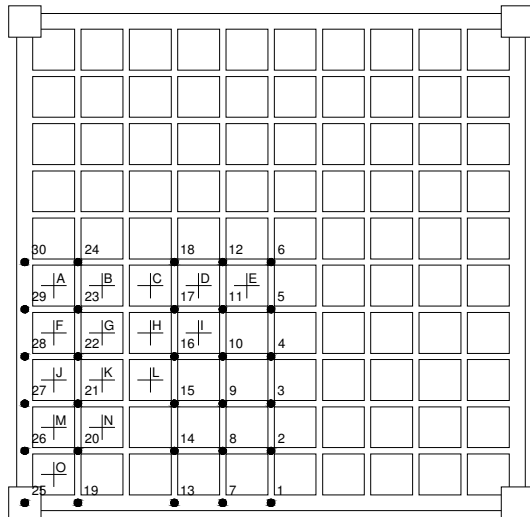 30 24 18 12 6
A B C D E
29 23 17 11 5
F G H I
28 22 16 10 4
J K L
27 21 15 9 3
M N
26 20 14 8 2
O
25 19 13 7 1